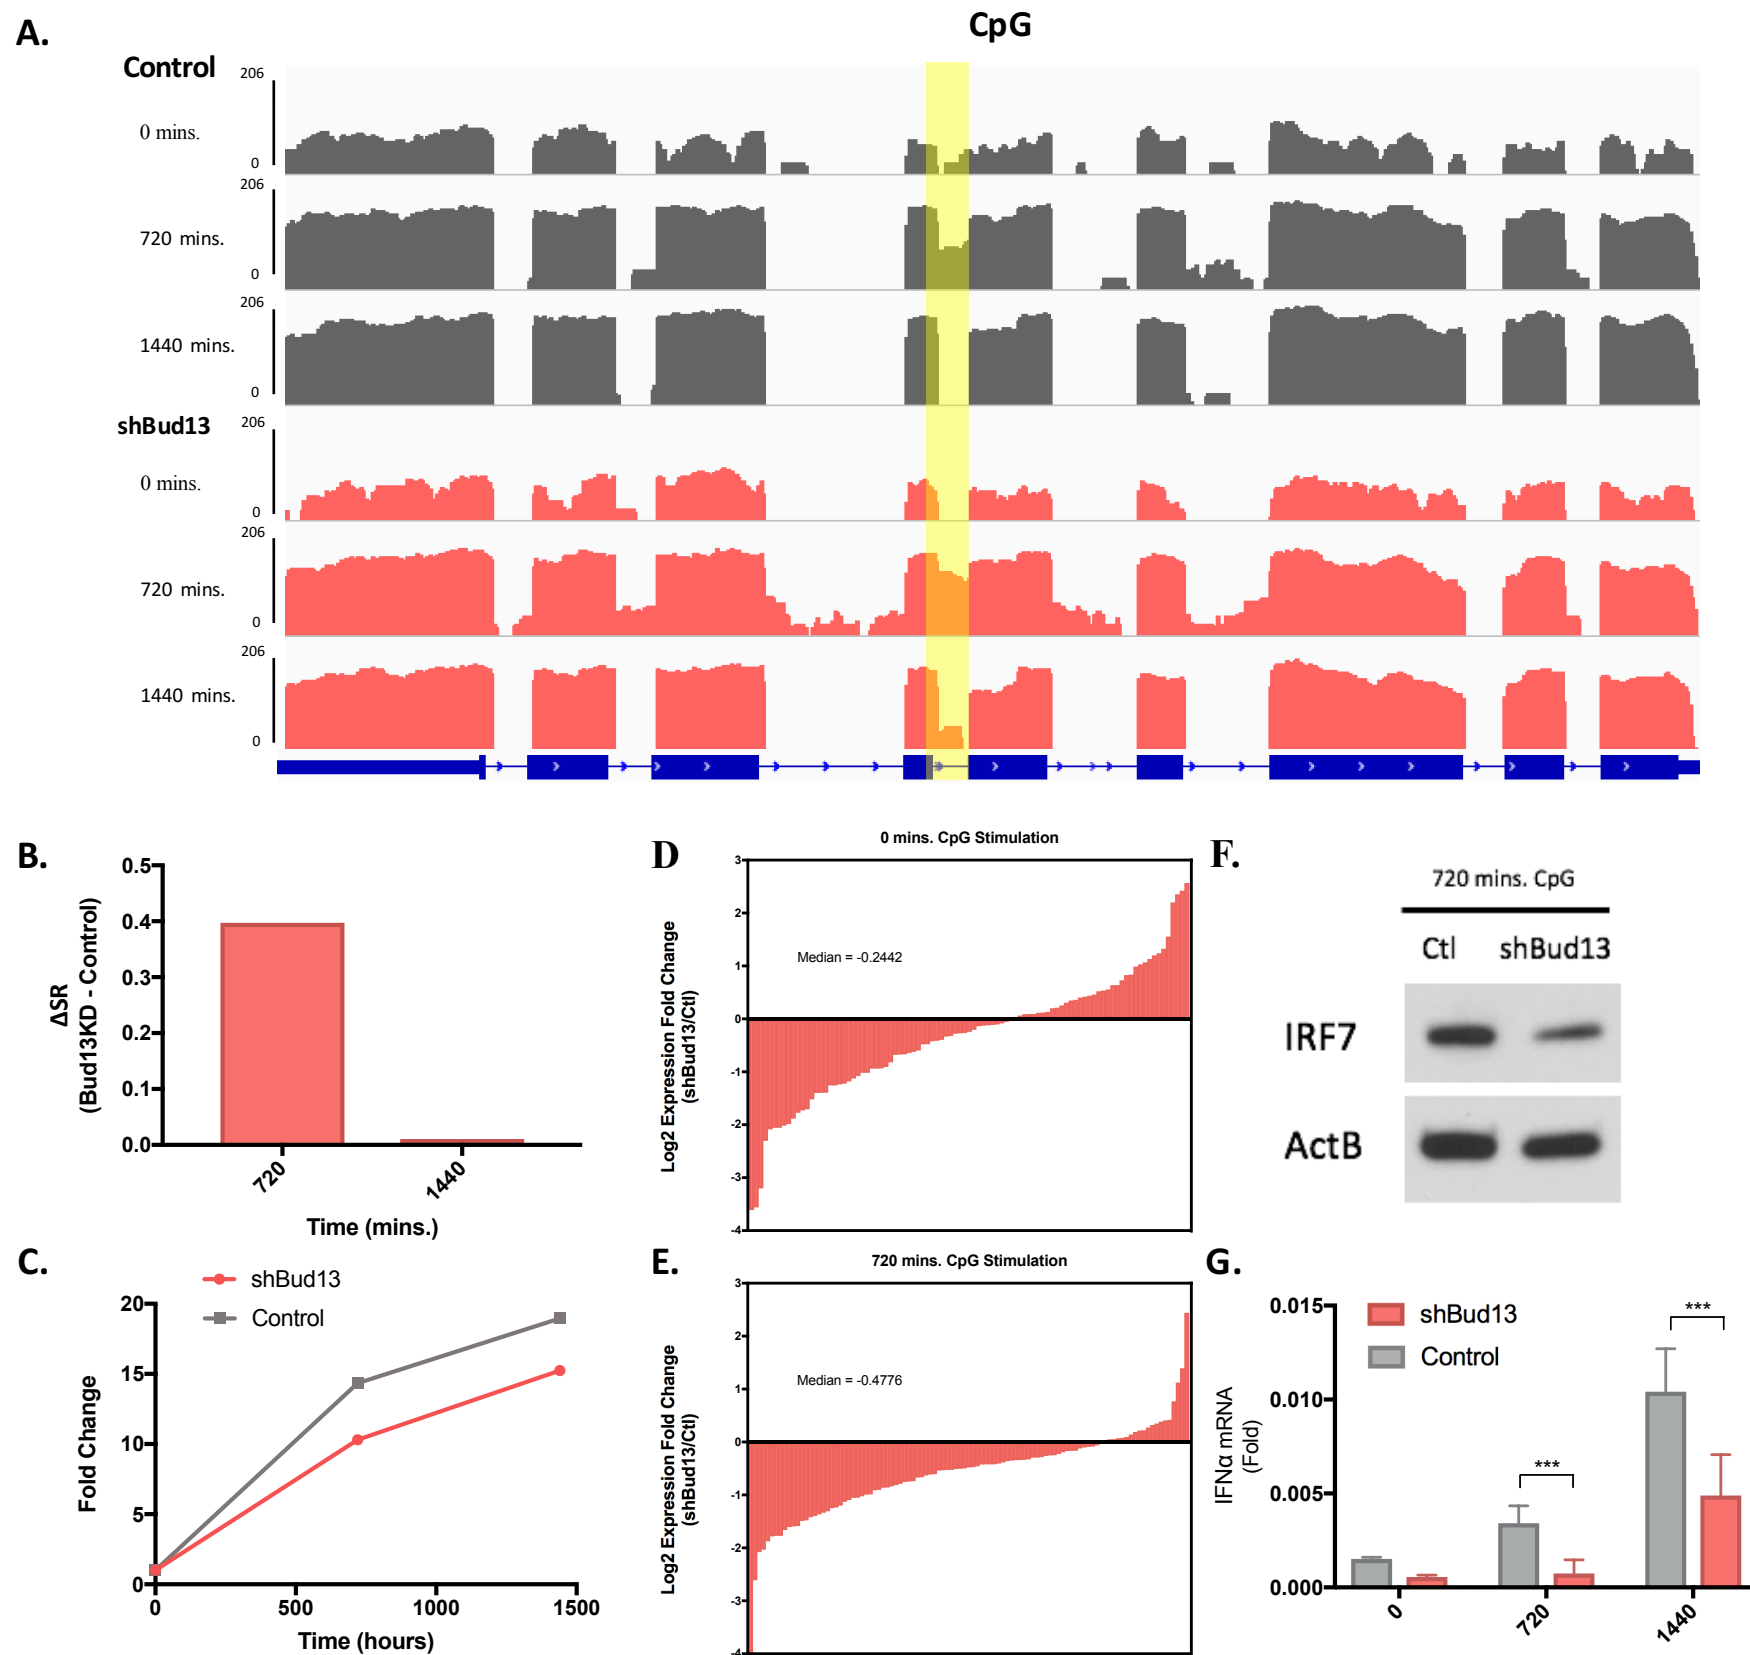 A.
CpG
Control
206
0 mins.
0
206
720 mins.
0
206
1440 mins.
0
shBud13
206
0 mins.
0
206
720 mins.
0
206
1440 mins.
0
B.
0.5
0.4
0.3
0.2
0.1
0.0
ΔSR
(Bud13KD - Control)
720
1440
Time (mins.)
C.
shBud13
Control
20
15
10
5
0
Fold Change
0
500
1000
1500
Time (hours)
D
0 mins. CpG Stimulation
3
2
1
0
-1
-2
-3
-4
Median = -0.2442
Log2 Expression Fold Change
(shBud13/Ctl)
E.
720 mins. CpG Stimulation
3
2
1
0
-1
-2
-3
-4
Median = -0.4776
Log2 Expression Fold Change
(shBud13/Ctl)
F.
720 mins. CpG
Ctl shBud13
IRF7
ActB
G.
shBud13
Control
0.015
0.010
0.005
0.000
IFNα mRNA
(Fold)
***
***
0
720
1440